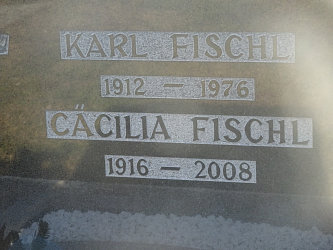 KARL FISCHL
1912 — 1976
CÄCILIA FISCHL
1916 — 2008